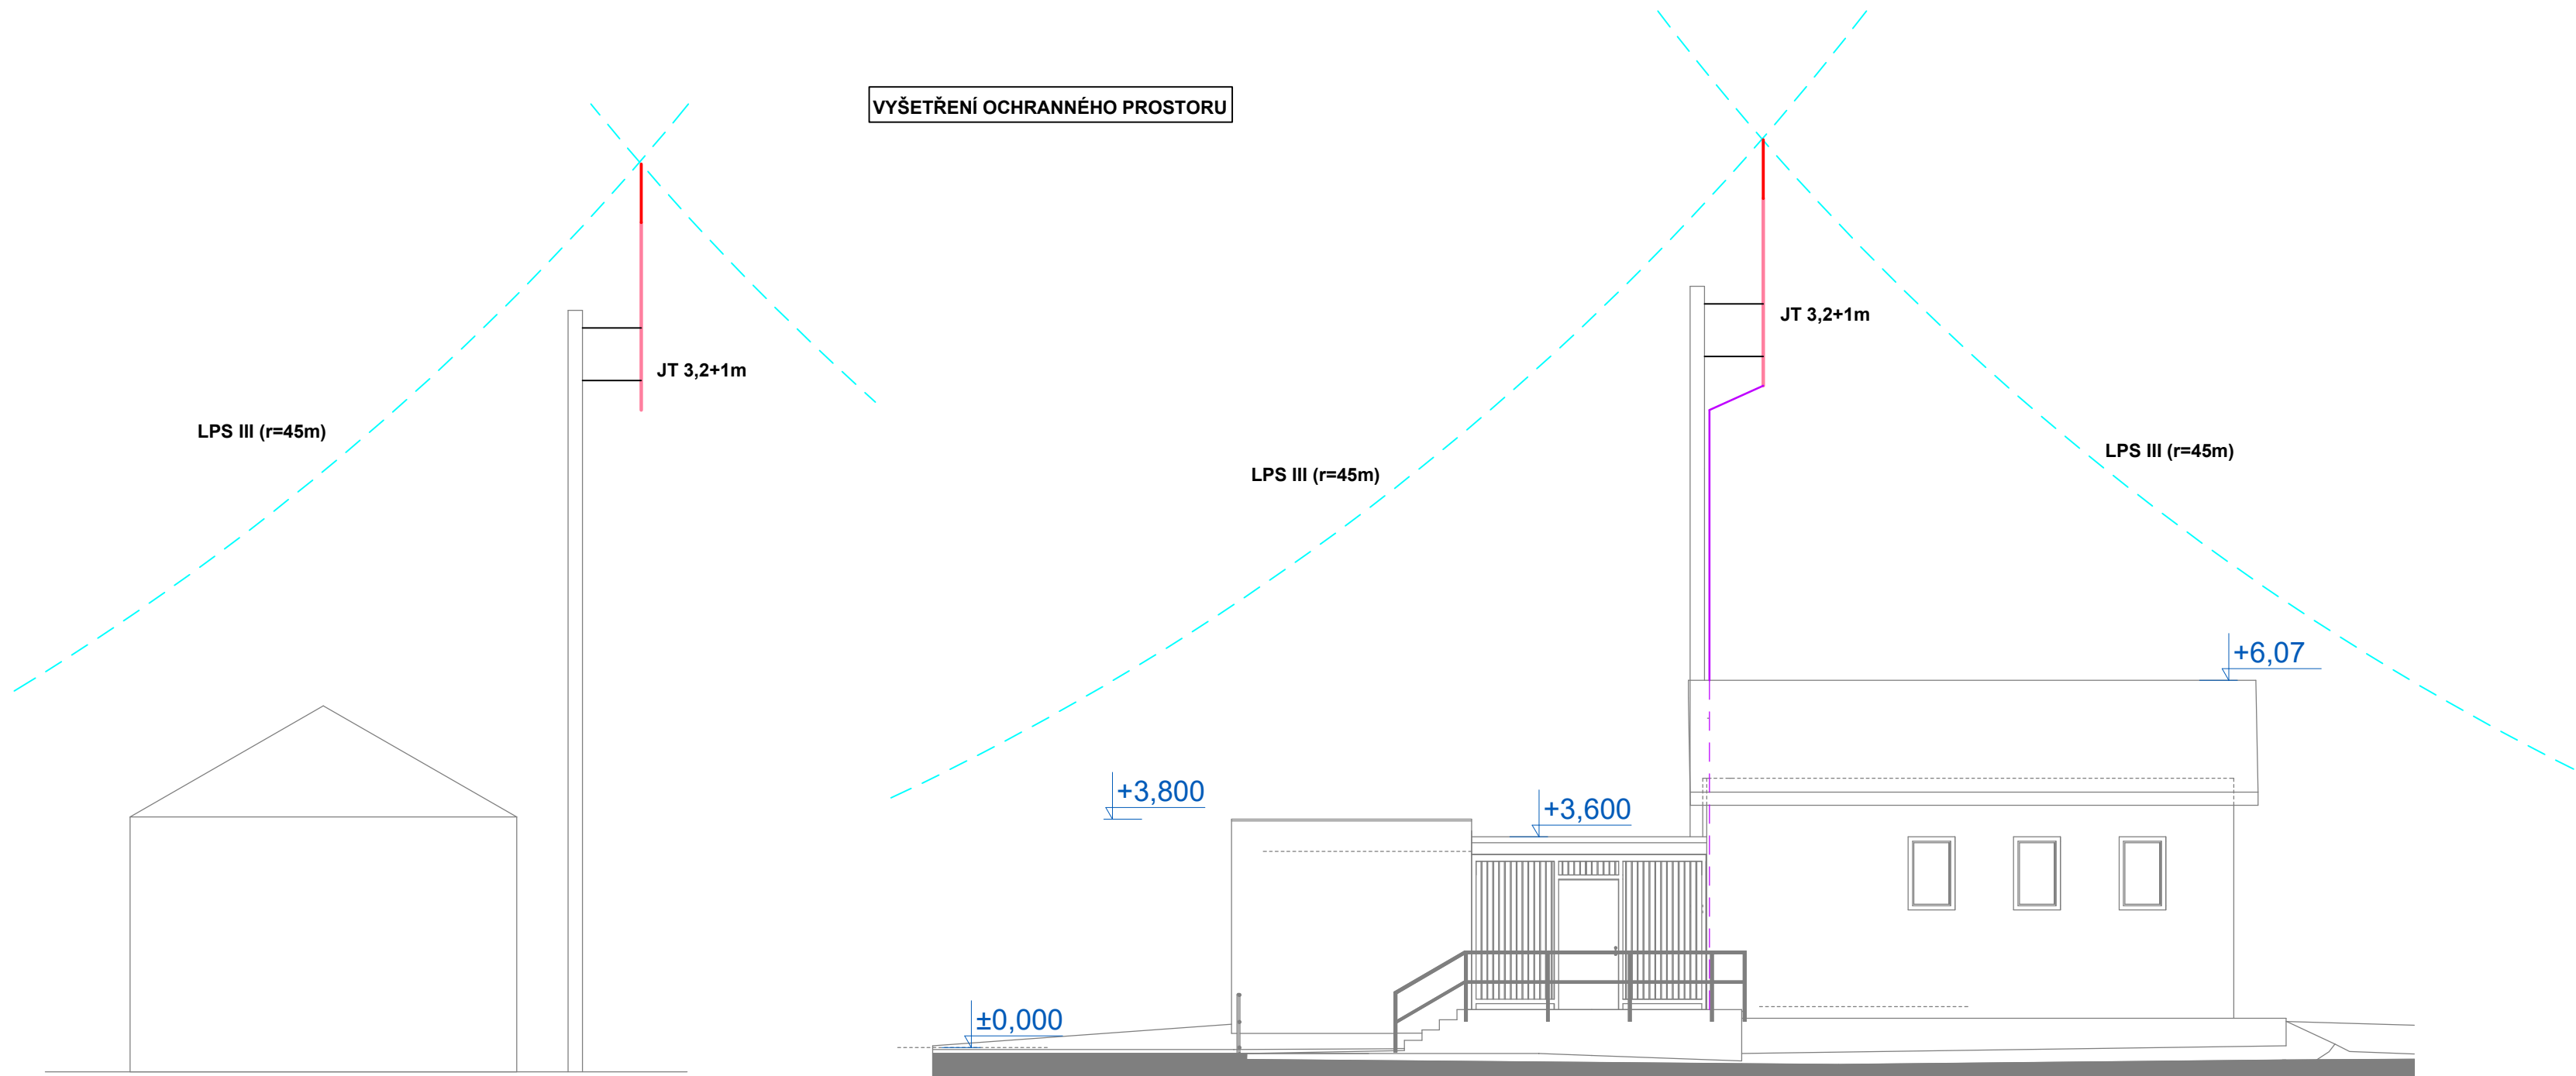 VYŠETŘENÍ OCHRANNÉHO PROSTORU
JT 3,2+1m
LPS III (r=45m)
JT 3,2+1m
LPS III (r=45m)
LPS III (r=45m)
+6,07
+3,800
+3,600
±0,000